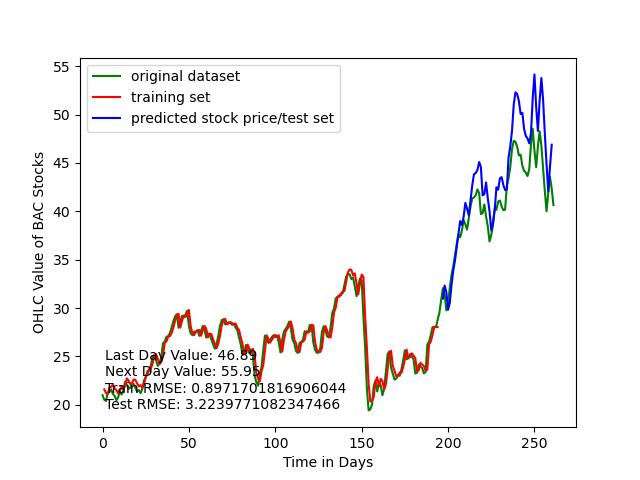 original dataset
training set
predicted stock price/test set
OHLC Value of BAC Stocks
55
50
45
40
35
30
25
20
Last Day Value: 46.89
Next Day Value: 55.95
Train RMSE: 0.8971701816906044
Test RMSE: 3.2239771082347466
0 50 100 150 200 250
Time in Days